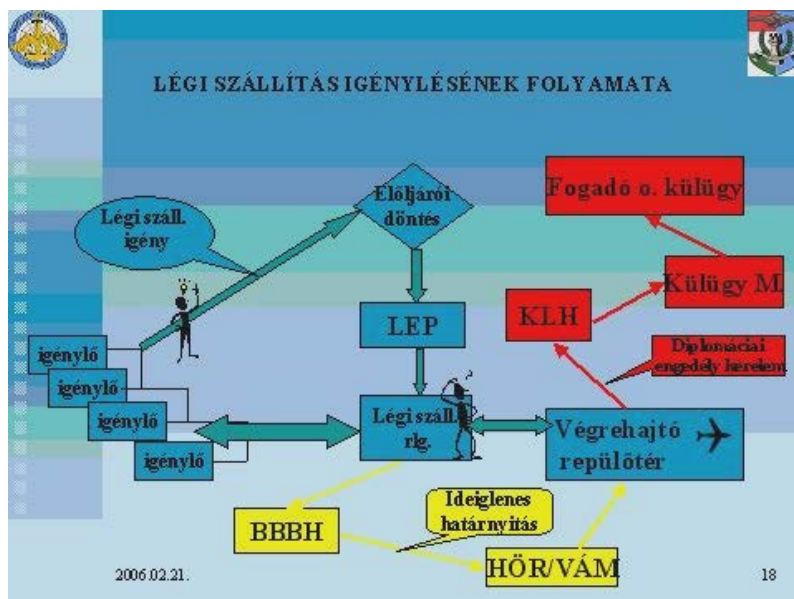 LÉGI SZÁLLÍTÁS IGÉNYLÉSÉNEK FOLYAMATA
Légi száll.
igény
Előljárói
döntés
Fogadó o. külügy
Külügy M.
KLH
LEP
Diplomáciai
engedély kérelem
igénylő
igénylő
igénylő
igénylő
Légi száll.
rlg.
Végrehajtó
repülőtér
BBBH
Ideiglenes
határnyitás
HÖR/VÁM
2006.02.21.
18